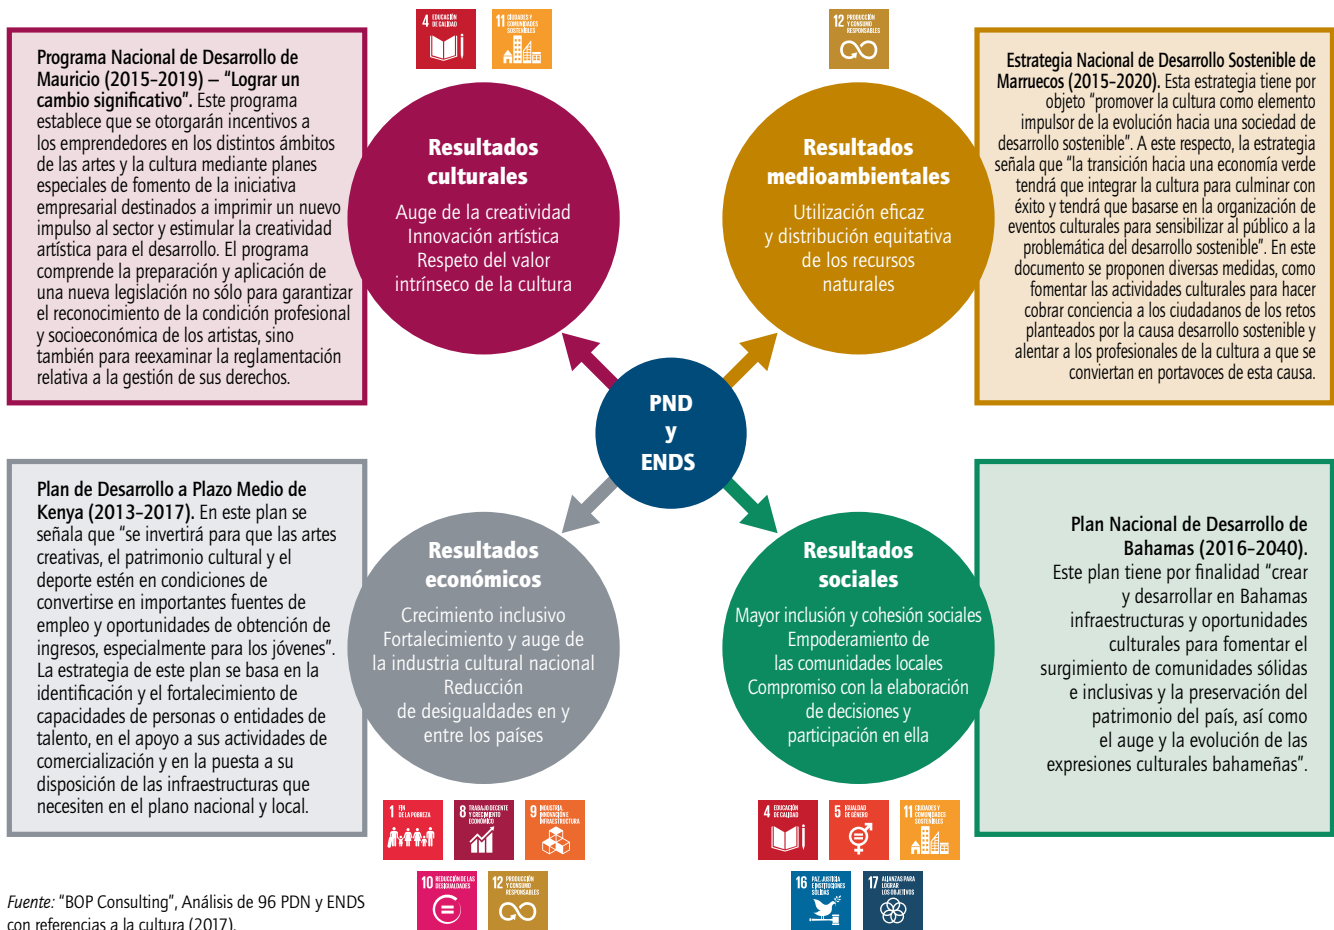 4 EDUCACIÓN
DE CALIDAD
11 CIUDADES Y
COMUNIDADES
SOSTENIBLES
12 PRODUCCIÓN
Y CONSUMO
RESPONSABLES
Programa Nacional de Desarrollo de
Mauricio (2015-2019) – “Lograr un
cambio significativo”. Este programa
establece que se otorgarán incentivos a
los emprendedores en los distintos ámbitos
de las artes y la cultura mediante planes
especiales de fomento de la iniciativa
empresarial destinados a imprimir un nuevo
impulso al sector y estimular la creatividad
artística para el desarrollo. El programa
comprende la preparación y aplicación de
una nueva legislación no sólo para garantizar
el reconocimiento de la condición profesional
y socioeconómica de los artistas, sino
también para reexaminar la reglamentación
relativa a la gestión de sus derechos.
Resultados
culturales
Auge de la creatividad
Innovación artística
Respeto del valor
intrínseco de la cultura
Resultados
medioambientales
Utilización eficaz
y distribución equitativa
de los recursos
naturales
Estrategia Nacional de Desarrollo Sostenible de
Marruecos (2015-2020). Esta estrategia tiene por
objeto “promover la cultura como elemento
impulsor de la evolución hacia una sociedad de
desarrollo sostenible”. A este respecto, la estrategia
señala que “la transición hacia una economía verde
tendrá que integrar la cultura para culminar con
éxito y tendrá que basarse en la organización de
eventos culturales para sensibilizar al público a la
problemática del desarrollo sostenible”. En este
documento se proponen diversas medidas, como
fomentar las actividades culturales para hacer
cobrar conciencia a los ciudadanos de los retos
planteados por la causa desarrollo sostenible y
alentar a los profesionales de la cultura a que se
conviertan en portavoces de esta causa.
PND
y
ENDS
Plan de Desarrollo a Plazo Medio de
Kenya (2013-2017). En este plan se
señala que “se invertirá para que las artes
creativas, el patrimonio cultural y el
deporte estén en condiciones de
convertirse en importantes fuentes de
empleo y oportunidades de obtención de
ingresos, especialmente para los jóvenes”.
La estrategia de este plan se basa en la
identificación y el fortalecimiento de
capacidades de personas o entidades de
talento, en el apoyo a sus actividades de
comercialización y en la puesta a su
disposición de las infraestructuras que
necesiten en el plano nacional y local.
Resultados
económicos
Crecimiento inclusivo
Fortalecimiento y auge de
la industria cultural nacional
Reducción
de desigualdades en y
entre los países
Resultados
sociales
Mayor inclusión y cohesión sociales
Empoderamiento de
las comunidades locales
Compromiso con la elaboración
de decisiones y
participación en ella
Plan Nacional de Desarrollo de
Bahamas (2016-2040).
Este plan tiene por finalidad “crear
y desarrollar en Bahamas
infraestructuras y oportunidades
culturales para fomentar el
surgimiento de comunidades sólidas
e inclusivas y la preservación del
patrimonio del país, así como
el auge y la evolución de las
expresiones culturales bahameñas”.
1 FIN
DE LA POBREZA
8 TRABAJO DECENTE
Y CRECIMIENTO
ECONÓMICO
9 INDUSTRIA,
INNOVACIÓN E
INFRAESTRUCTURA
10 REDUCCIÓN DE LAS
DESIGUALDADES
12 PRODUCCIÓN
Y CONSUMO
RESPONSABLES
4 EDUCACIÓN
DE CALIDAD
5 IGUALDAD
DE GÉNERO
11 CIUDADES Y
COMUNIDADES
SOSTENIBLES
16 PAZ, JUSTICIA
E INSTITUCIONES
SÓLIDAS
17 ALIANZAS PARA
LOGRAR
LOS OBJETIVOS
Fuente: “BOP Consulting”, Análisis de 96 PDN y ENDS
con referencias a la cultura (2017).